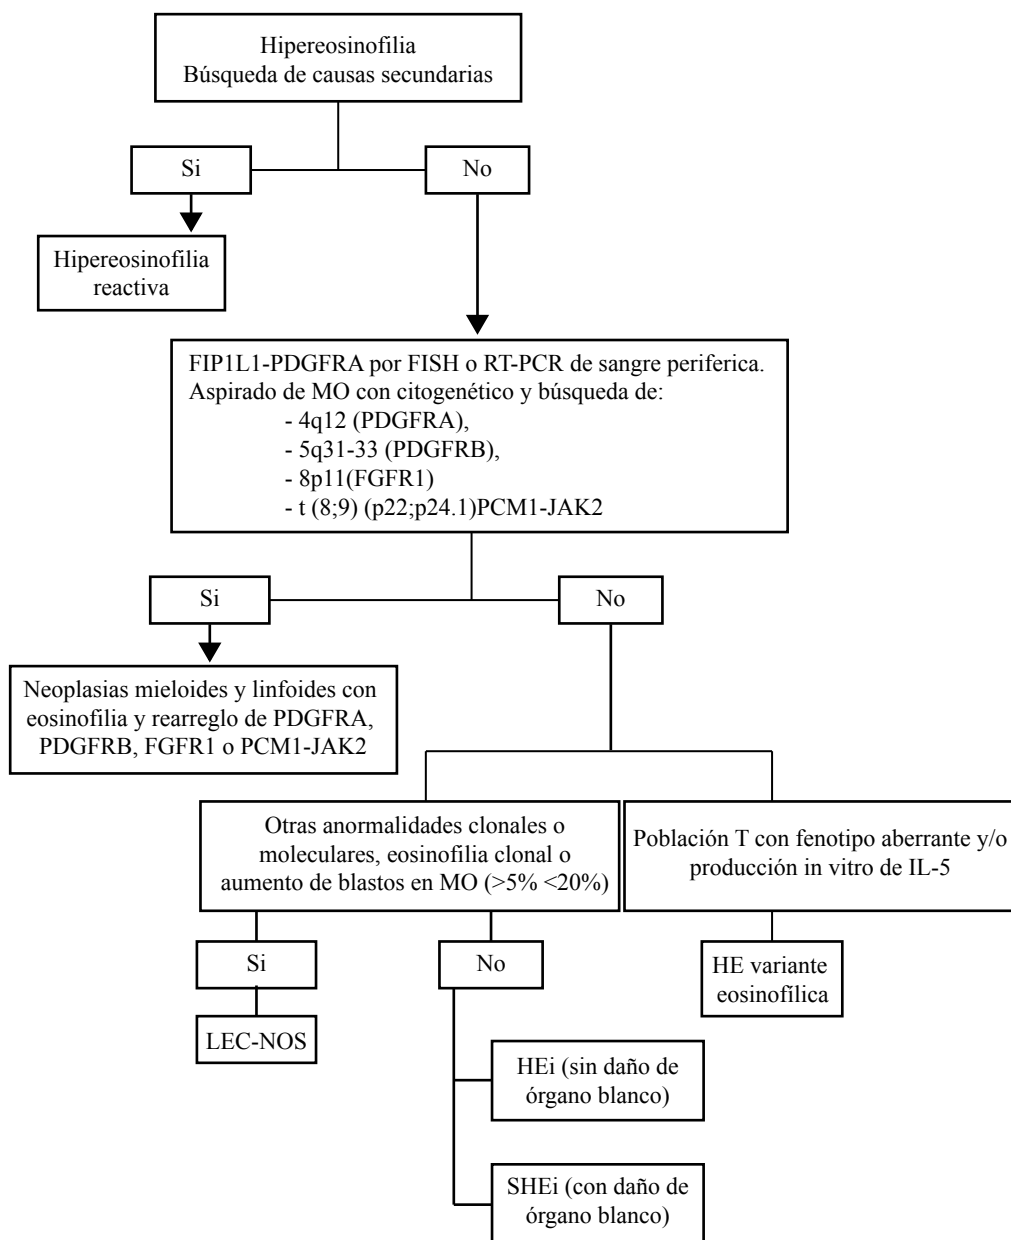 Hipereosinofilia
Búsqueda de causas secundarias
Si
No
Hipereosinofilia
reactiva
FIP1L1-PDGFRA por FISH o RT-PCR de sangre periferica.
Aspirado de MO con citogenético y búsqueda de:
- 4q12 (PDGFRA),
- 5q31-33 (PDGFRB),
- 8p11(FGFR1)
- t (8;9) (p22;p24.1)PCM1-JAK2
Si
No
Neoplasias mieloides y linfoides con
eosinofilia y rearreglo de PDGFRA,
PDGFRB, FGFR1 o PCM1-JAK2
Otras anormalidades clonales o
moleculares, eosinofilia clonal o
aumento de blastos en MO (>5% <20%)
Población T con fenotipo aberrante y/o
producción in vitro de IL-5
Si
No
HE variante
eosinofílica
LEC-NOS
HEi (sin daño de
órgano blanco)
SHEi (con daño de
órgano blanco)